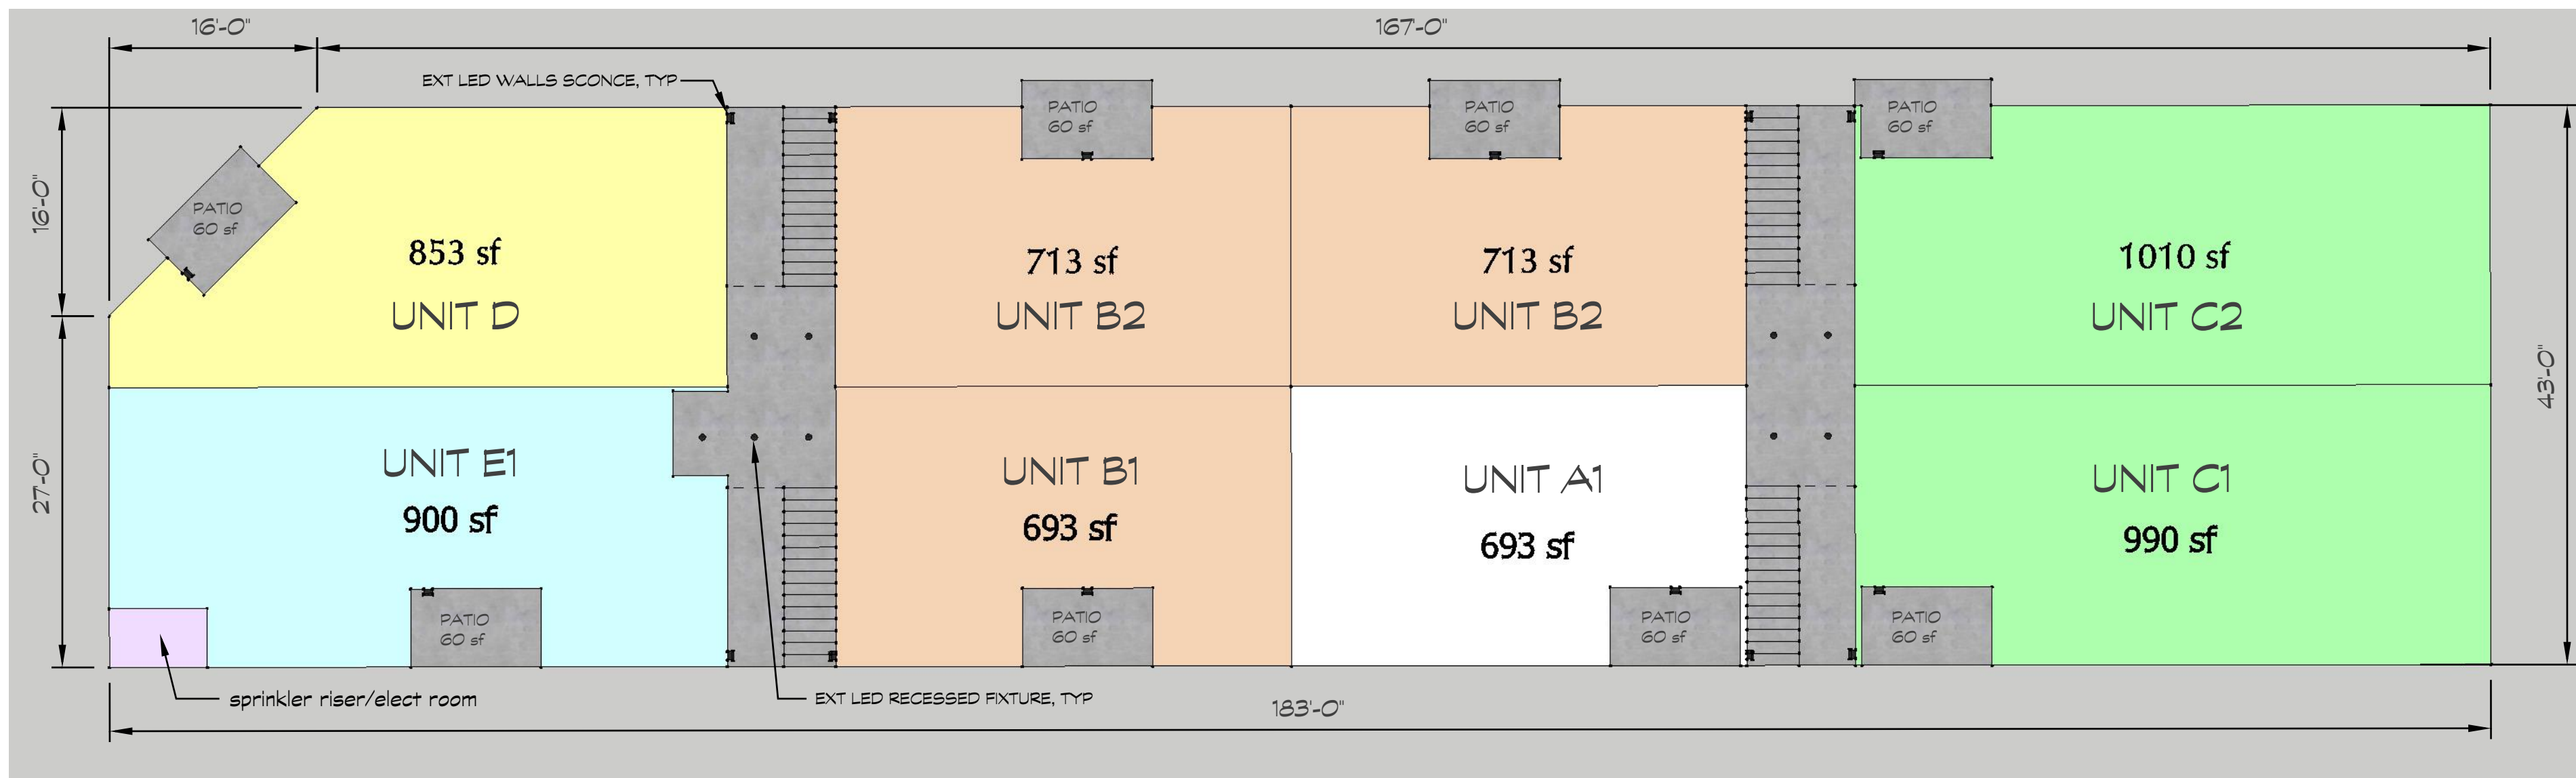 16'-0"
167'-0"
EXT LED WALLS SCONCE, TYP
PATIO
60 sf
PATIO
60 sf
PATIO
60 sf
16'-0"
PATIO
60 sf
853 sf
UNIT D
713 sf
UNIT B2
713 sf
UNIT B2
1010 sf
UNIT C2
43'-0"
27'-0"
UNIT E1
900 sf
UNIT B1
693 sf
UNIT A1
693 sf
UNIT C1
990 sf
PATIO
60 sf
PATIO
60 sf
PATIO
60 sf
PATIO
60 sf
sprinkler riser/elect room
EXT LED RECESSED FIXTURE, TYP
183'-0"